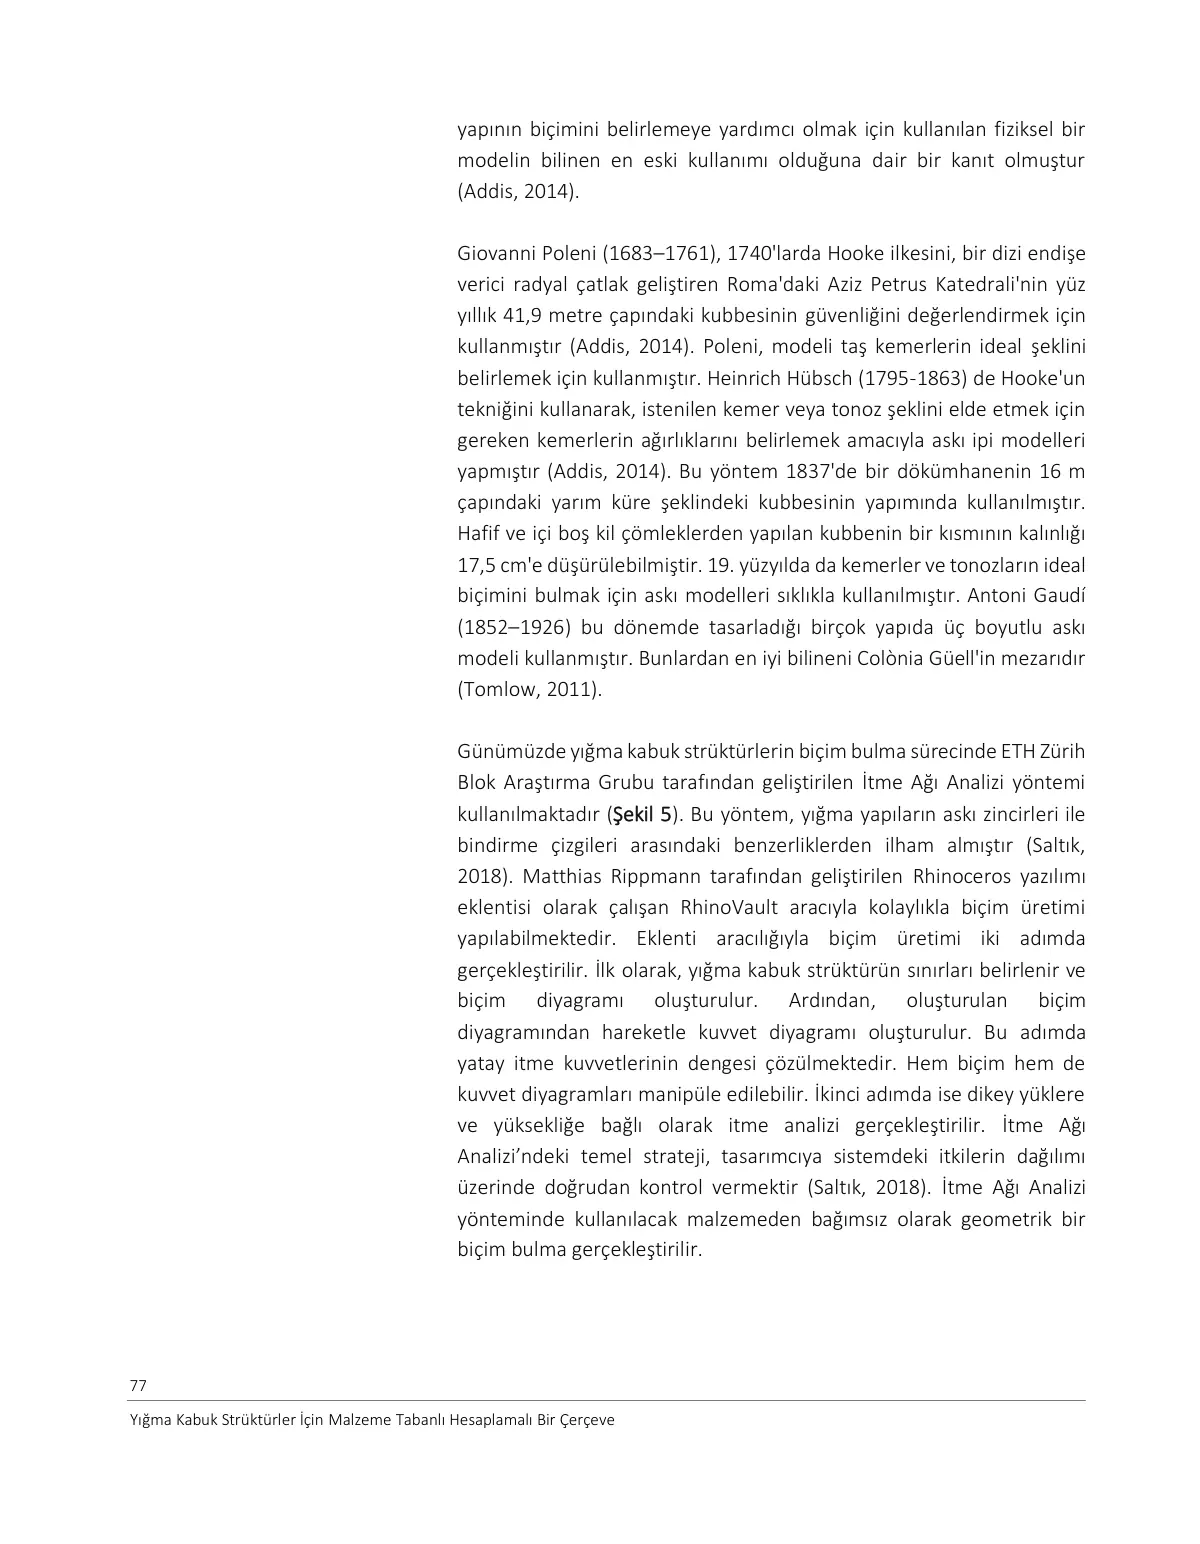 yapının biçimini belirlemeye yardımcı olmak için kullanılan fiziksel bir
modelin bilinen en eski kullanımı olduğuna dair bir kanıt olmuştur
(Addis, 2014).
Giovanni Poleni (1683–1761), 1740'larda Hooke ilkesini, bir dizi endişe
verici radyal çatlak geliştiren Roma'daki Aziz Petrus Katedrali'nin yüz
yıllık 41,9 metre çapındaki kubbesinin güvenliğini değerlendirmek için
kullanmıştır (Addis, 2014). Poleni, modeli taş kemerlerin ideal şeklini
belirlemek için kullanmıştır. Heinrich Hübsch (1795-1863) de Hooke'un
tekniğini kullanarak, istenilen kemer veya tonoz şeklini elde etmek için
gereken kemerlerin ağırlıklarını belirlemek amacıyla askı ipi modelleri
yapmıştır (Addis, 2014). Bu yöntem 1837'de bir dökümhanenin 16 m
çapındaki yarım küre şeklindeki kubbesinin yapımında kullanılmıştır.
Hafif ve içi boş kil çömleklerden yapılan kubbenin bir kısmının kalınlığı
17,5 cm'e düşürülebilmiştir. 19. yüzyılda da kemerler ve tonozların ideal
biçimini bulmak için askı modelleri sıklıkla kullanılmıştır. Antoni Gaudí
(1852–1926) bu dönemde tasarladığı birçok yapıda üç boyutlu askı
modeli kullanmıştır. Bunlardan en iyi bilineni Colònia Güell'in mezarıdır
(Tomlow, 2011).
Günümüzde yığma kabuk strüktürlerin biçim bulma sürecinde ETH Zürih
Blok Araştırma Grubu tarafından geliştirilen İtme Ağı Analizi yöntemi
kullanılmaktadır (Şekil 5). Bu yöntem, yığma yapıların askı zincirleri ile
bindirme çizgileri arasındaki benzerliklerden ilham almıştır (Saltık,
2018). Matthias Rippmann tarafından geliştirilen Rhinoceros yazılımı
eklentisi olarak çalışan RhinoVault aracıyla kolaylıkla biçim üretimi
yapılabilmektedir. Eklenti aracılığıyla biçim üretimi iki adımda
gerçekleştirilir. İlk olarak, yığma kabuk strüktürün sınırları belirlenir ve
biçim diyagramı oluşturulur. Ardından, oluşturulan biçim
diyagramından hareketle kuvvet diyagramı oluşturulur. Bu adımda
yatay itme kuvvetlerinin dengesi çözülmektedir. Hem biçim hem de
kuvvet diyagramları manipüle edilebilir. İkinci adımda ise dikey yüklere
ve yüksekliğe bağlı olarak itme analizi gerçekleştirilir. İtme Ağı
Analizi’ndeki temel strateji, tasarımcıya sistemdeki itkilerin dağılımı
üzerinde doğrudan kontrol vermektir (Saltık, 2018). İtme Ağı Analizi
yönteminde kullanılacak malzemeden bağımsız olarak geometrik bir
biçim bulma gerçekleştirilir.
77
Yığma Kabuk Strüktürler İçin Malzeme Tabanlı Hesaplamalı Bir Çerçeve